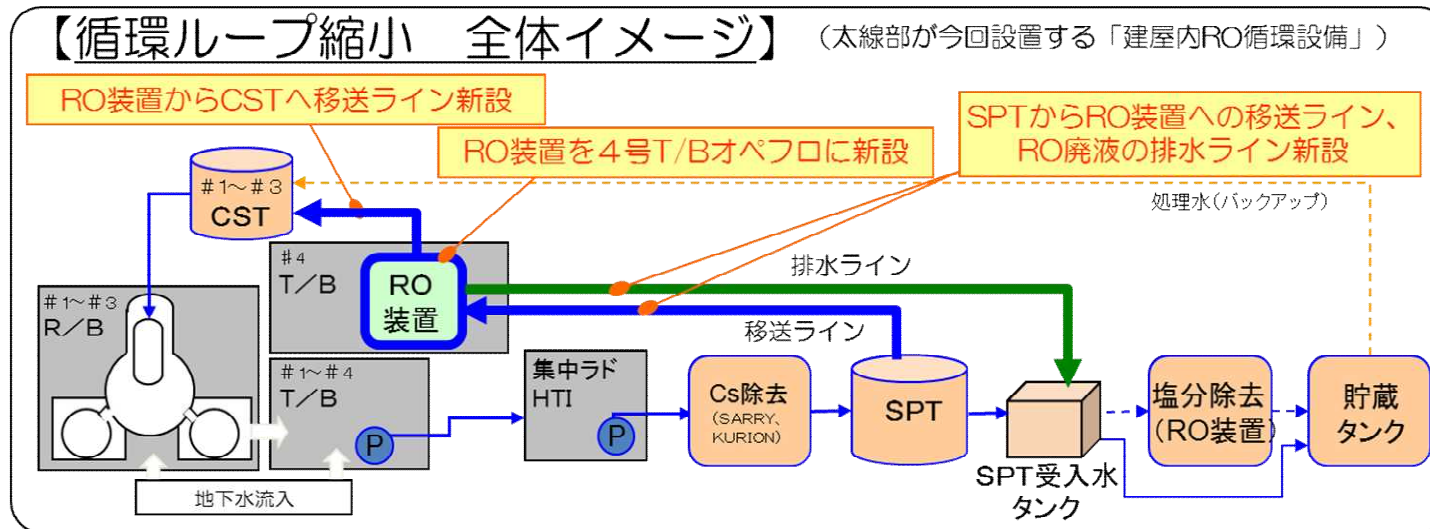 【循環ループ縮小　全体イメージ】
（太線部が今回設置する「建屋内RO循環設備」）
RO装置からCSTへ移送ライン新設
RO装置を４号T/Bオペフロに新設
SPTからRO装置への移送ライン、
RO廃液の排水ライン新設
＃１～＃３
CST
処理水(バックアップ)
＃４
T／B
RO
装置
排水ライン
移送ライン
＃１～＃３
R／B
＃１～＃４
T／B
P
集中ラド
HTI
P
Cs除去
(SARRY、
KURION)
SPT
SPT受入水
タンク
塩分除去
(RO装置)
貯蔵
タンク
地下水流入